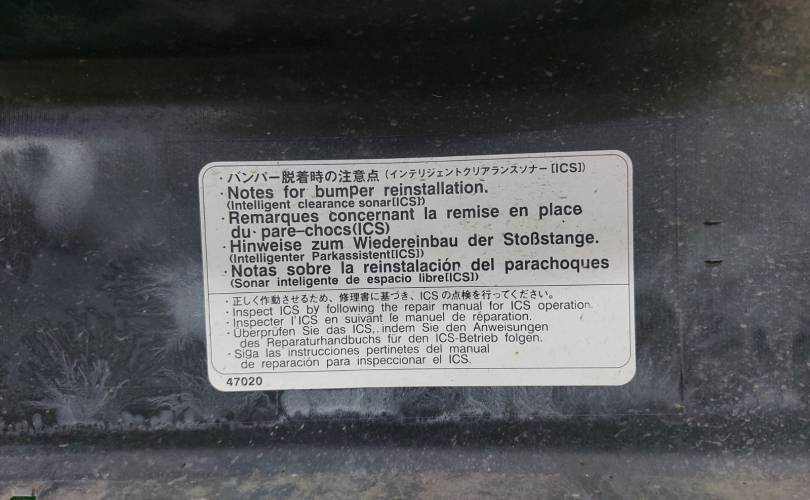 ・バンパー脱着時の注意点 (インテリジェントクリアランスソナー [ICS])
・Notes for bumper reinstallation.
(Intelligent clearance sonar[ICS])
・Remarques concernant la remise en place
du pare-chocs(ICS)
・Hinweise zum Wiedereinbau der Stoßstange.
(Intelligenter Parkassistent[ICS])
・Notas sobre la reinstalación del parachoques
(Sonar inteligente de espacio libre[ICS])
・正しく作動させるため、修理書に基づき、ICS の点検を行ってください。
・Inspect ICS by following the repair manual for ICS operation.
・Inspecter l'ICS en suivant le manuel de réparation.
・Überprüfen Sie das ICS, indem Sie den Anweisungen
des Reparaturhandbuchs für den ICS-Betrieb folgen.
・Siga las instrucciones pertinetes del manual
de reparación para inspeccionar el ICS.
47020